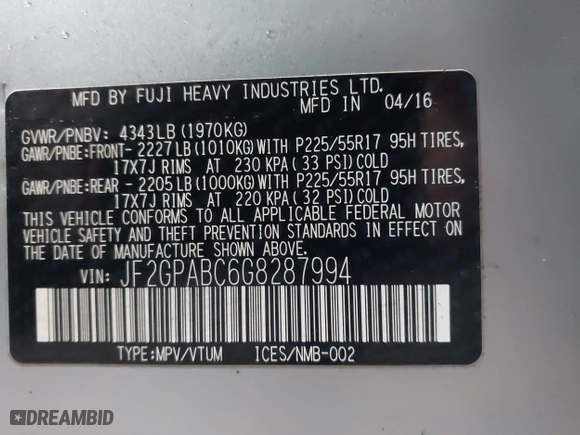 MFD BY FUJI HEAVY INDUSTRIES LTD.
MFD IN 04/16
GVWR/PNBV: 4343LB (1970KG)
GAWR/PNBE:FRONT- 2227LB (1010KG) WITH P225/55R17 95H TIRES,
17X7J RIMS AT 230 KPA (33 PSI) COLD
GAWR/PNBE:REAR - 2205LB (1000KG) WITH P225/55R17 95H TIRES,
17X7J RIMS AT 220 KPA (32 PSI) COLD
THIS VEHICLE CONFORMS TO ALL APPLICABLE FEDERAL MOTOR
VEHICLE SAFETY AND THEFT PREVENTION STANDARDS IN EFFECT ON
THE DATE OF MANUFACTURE SHOWN ABOVE.
VIN: JF2GPABC6G8287994
TYPE:MPV/VTUM ICES/NMB-002
DREAMBID